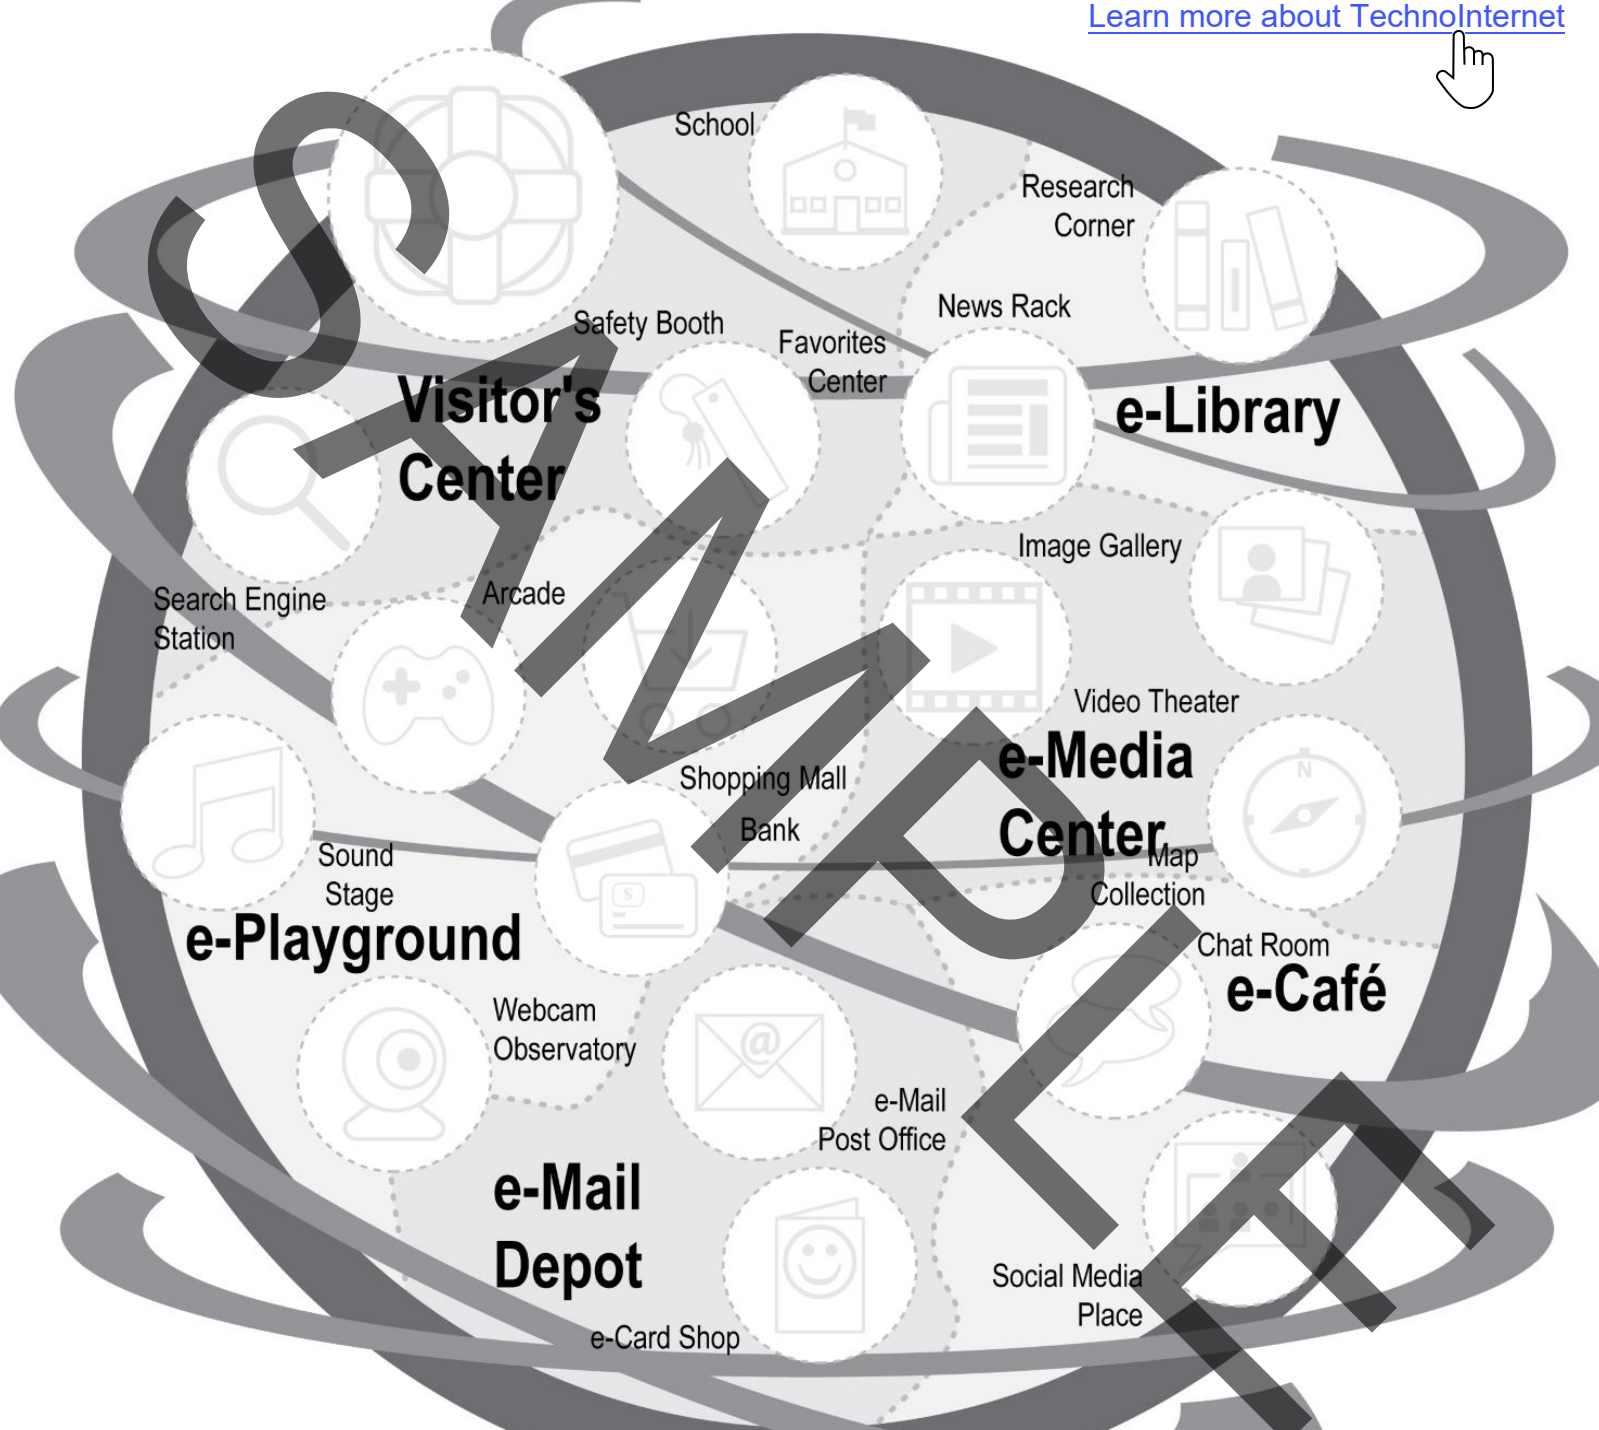 Learn more about TechnoInternet
School
Research
Corner
News Rack
Safety Booth
Favorites
Center
Visitor's
Center
e-Library
Image Gallery
Search Engine
Station
Arcade
Video Theater
e-Media
Center
N
Shopping Mall
Bank
Sound
Stage
Map
Collection
$
e-Playground
Chat Room
e-Café
Webcam
Observatory
@
e-Mail
Post Office
e-Mail
Depot
Social Media
Place
e-Card Shop
SAMPLE